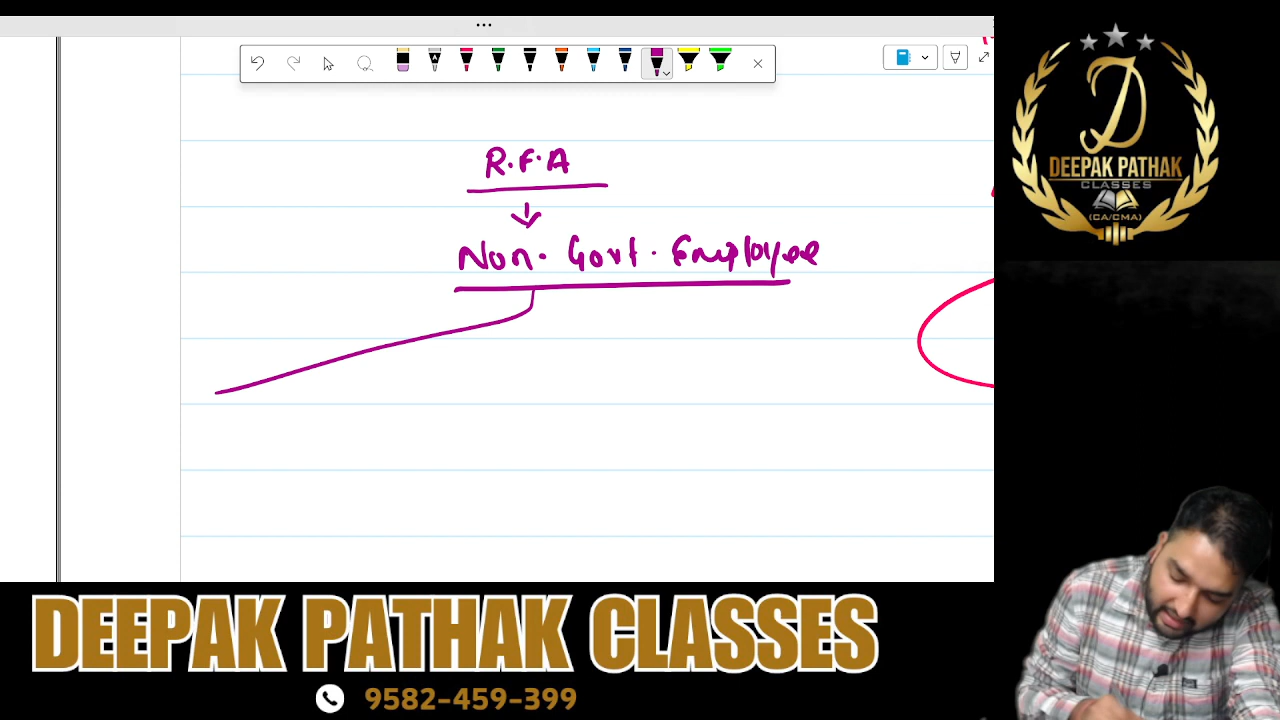 R.F.A
Non. Govt. Employee
D
DEEPAK PATHAK
CLASSES
(CA/CMA)
DEEPAK PATHAK CLASSES
9582-459-399